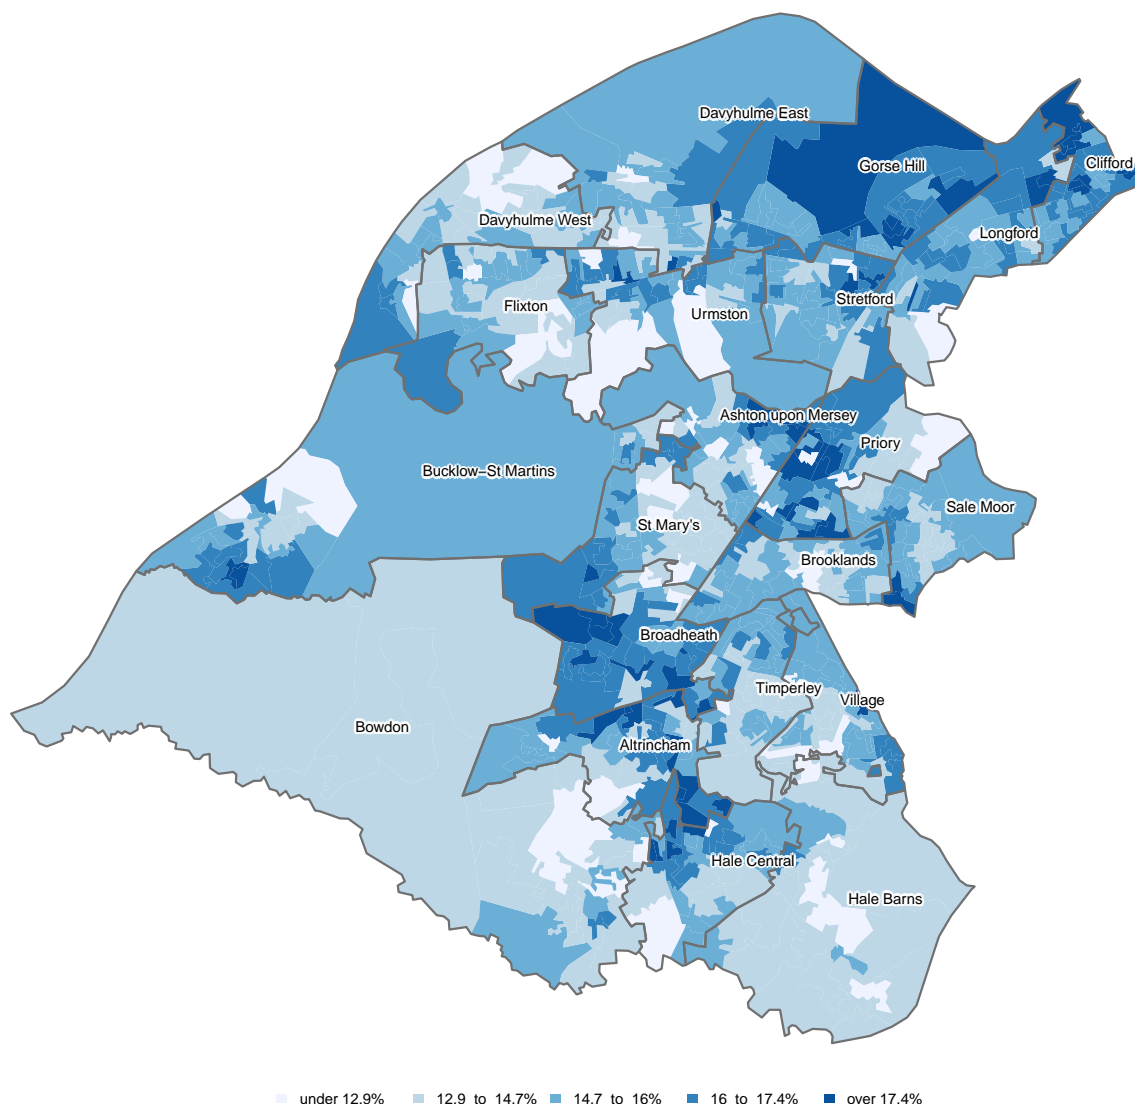 Davyhulme East
Gorse Hill
Clifford
Davyhulme West
Longford
Flixton
Urmston
Stretford
Ashton upon Mersey
Priory
Bucklow–St Martins
Sale Moor
St Mary's
Brooklands
Broadheath
Timperley
Village
Bowdon
Altrincham
Hale Central
Hale Barns
under 12.9% 12.9 to 14.7% 14.7 to 16% 16 to 17.4% over 17.4%